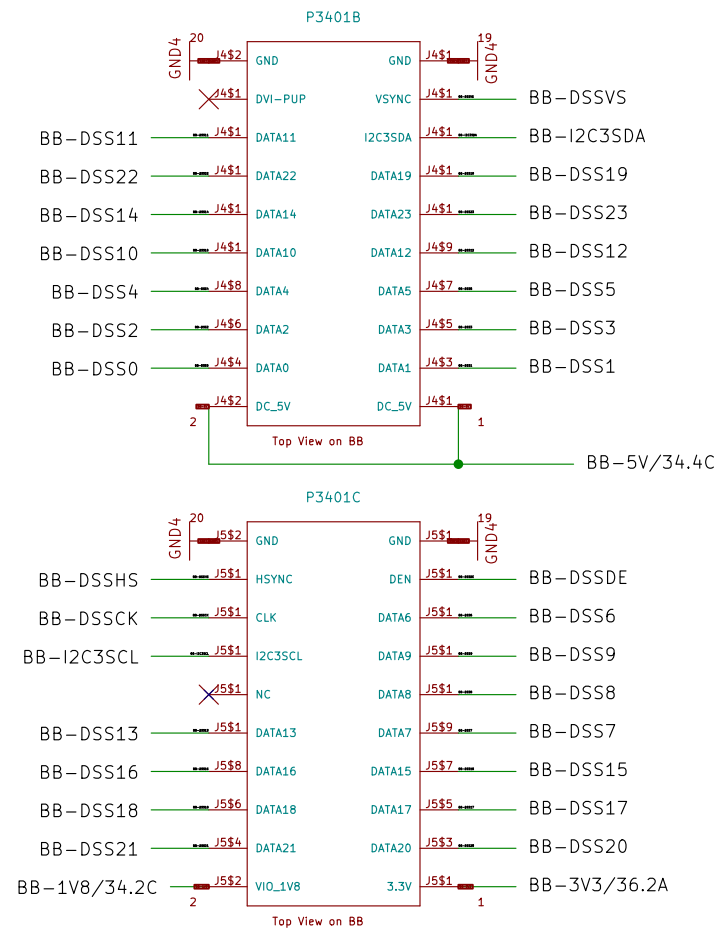 P3401B
20 19
GND4 J4$2 GND GND J4$1 GND4
J4$1 DVI-PUP VSYNC J4$1 BB-DSSVS
BB-DSS11 J4$1 DATA11 I2C3SDA J4$1 BB-I2C3SDA
BB-DSS22 J4$1 DATA22 DATA19 J4$1 BB-DSS19
BB-DSS14 J4$1 DATA14 DATA23 J4$1 BB-DSS23
BB-DSS10 J4$1 DATA10 DATA12 J4$9 BB-DSS12
BB-DSS4 J4$8 DATA4 DATA5 J4$7 BB-DSS5
BB-DSS2 J4$6 DATA2 DATA3 J4$5 BB-DSS3
BB-DSS0 J4$4 DATA0 DATA1 J4$3 BB-DSS1
J4$2 DC_5V DC_5V J4$1
2 1
Top View on BB
BB-5V/34.4C
P3401C
20 19
GND4 J5$2 GND GND J5$1 GND4
BB-DSSHS J5$1 HSYNC DEN J5$1 BB-DSSDE
BB-DSSCK J5$1 CLK DATA6 J5$1 BB-DSS6
BB-I2C3SCL J5$1 I2C3SCL DATA9 J5$1 BB-DSS9
J5$1 NC DATA8 J5$1 BB-DSS8
BB-DSS13 J5$1 DATA13 DATA7 J5$9 BB-DSS7
BB-DSS16 J5$8 DATA16 DATA15 J5$7 BB-DSS15
BB-DSS18 J5$6 DATA18 DATA17 J5$5 BB-DSS17
BB-DSS21 J5$4 DATA21 DATA20 J5$3 BB-DSS20
BB-1V8/34.2C J5$2 VIO_1V8 3.3V J5$1 BB-3V3/36.2A
2 1
Top View on BB